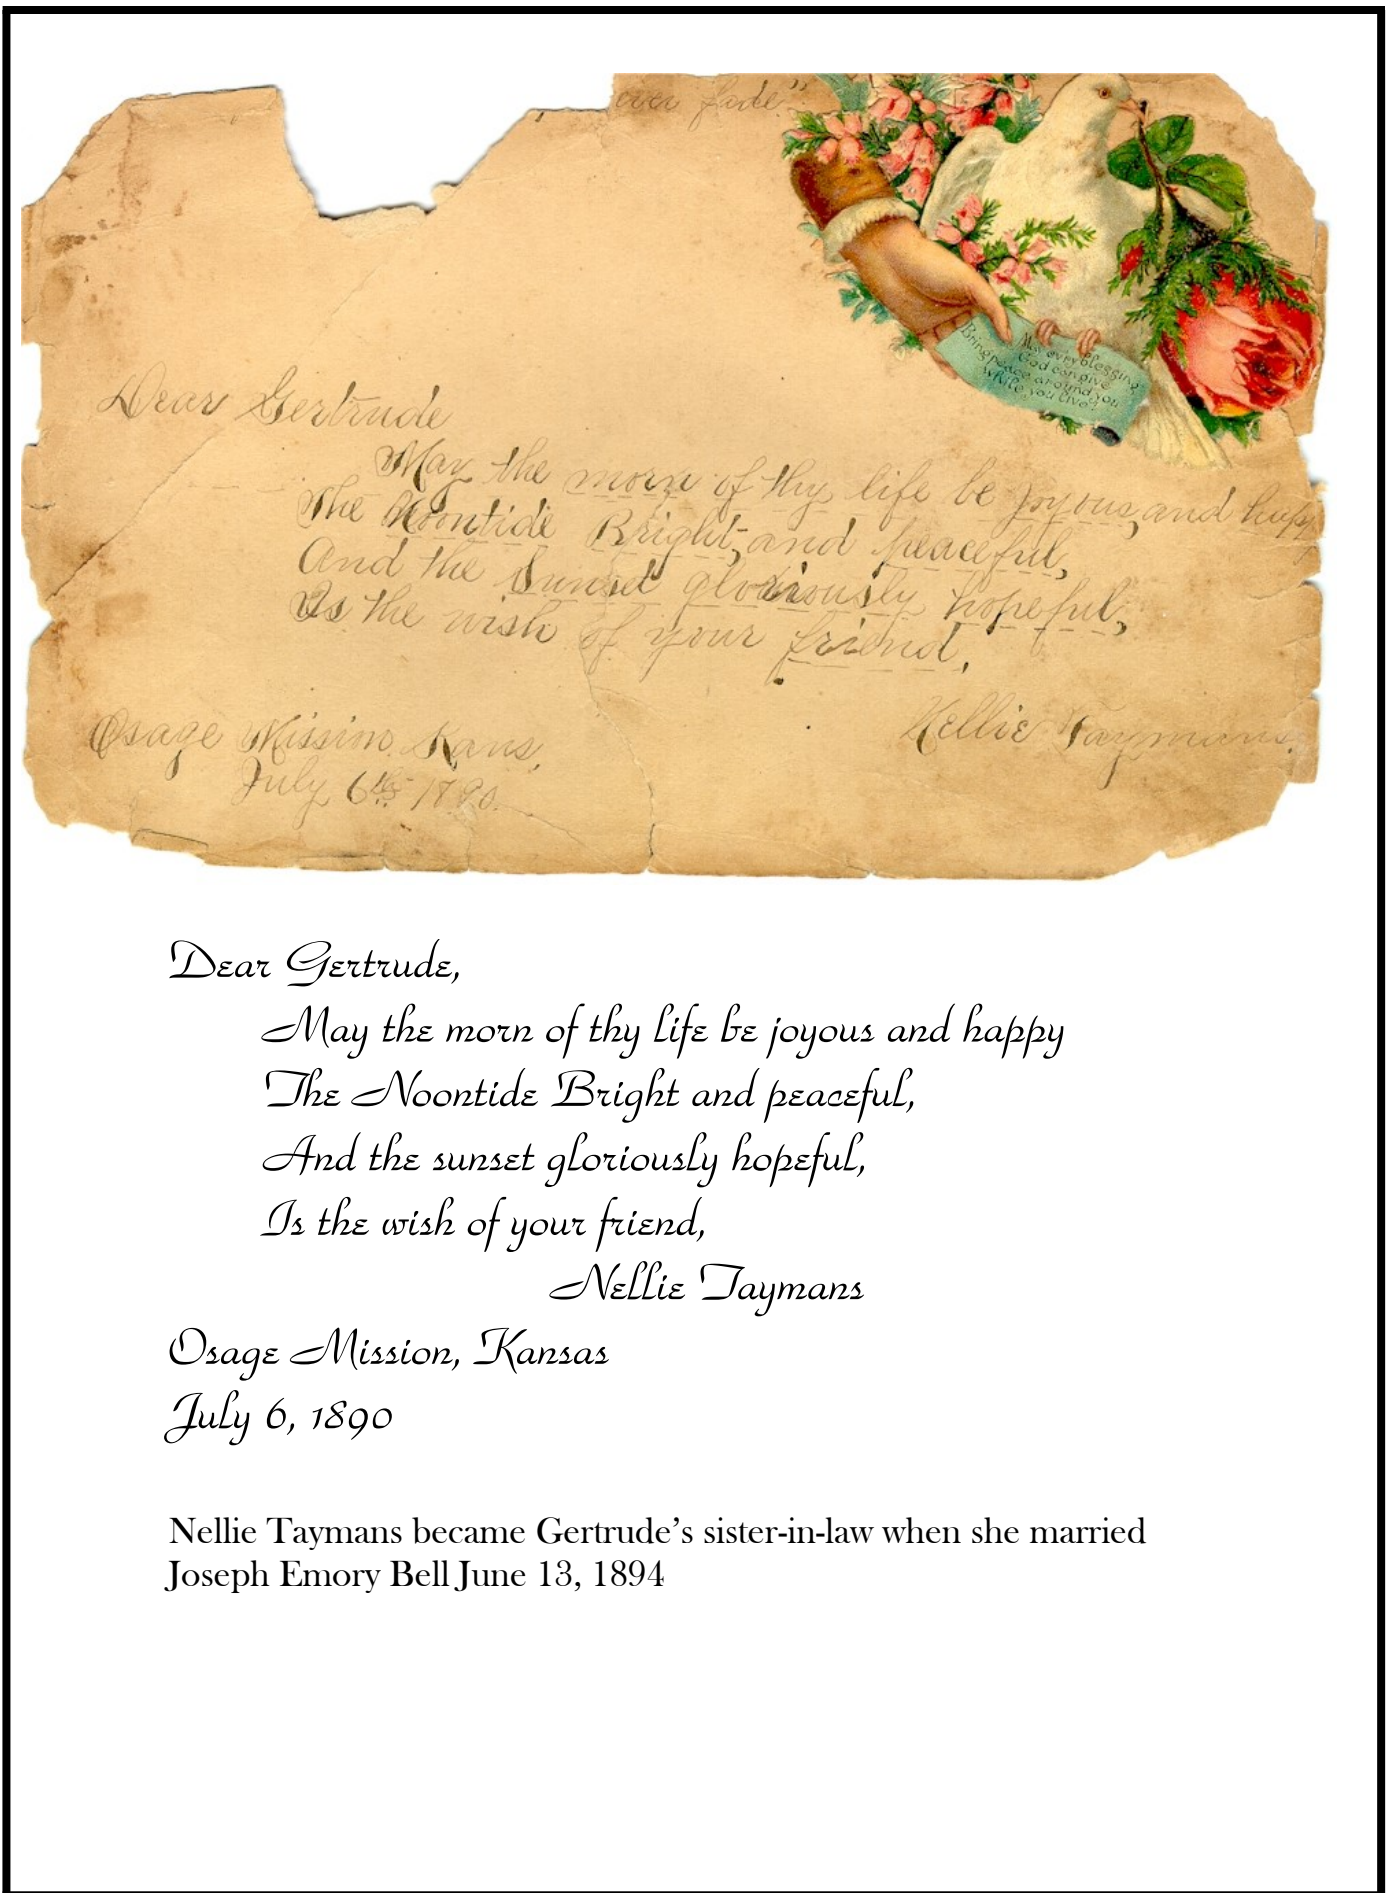 ever fade"
May every blessing
God can give
Bring peace around you
While you live
Dear Gertrude
May the morn of thy life be joyous, and happy
The Noontide Bright, and peaceful,
And the Sunset gloriously hopeful,
Is the wish of your friend,
Nellie Taymans.
Osage Mission Kans,
July 6th 1890.
Dear Gertrude,
May the morn of thy life be joyous and happy
The Noontide Bright and peaceful,
And the sunset gloriously hopeful,
Is the wish of your friend,
Nellie Taymans
Osage Mission, Kansas
July 6, 1890
Nellie Taymans became Gertrude's sister-in-law when she married
Joseph Emory Bell June 13, 1894